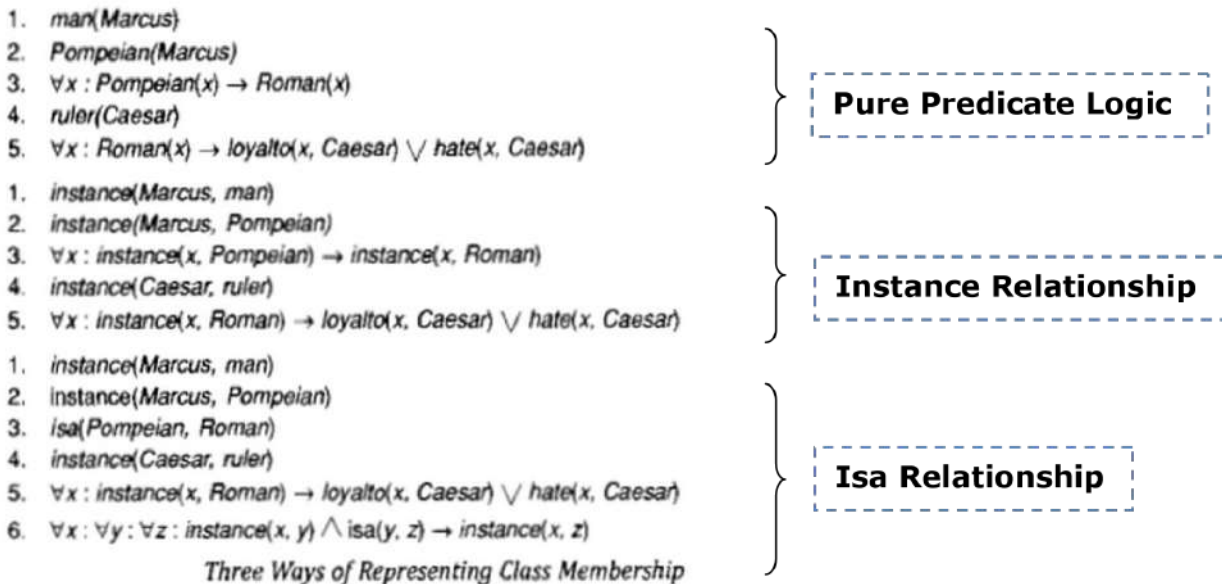 1. man(Marcus)
2. Pompeian(Marcus)
3. ∀x : Pompeian(x) → Roman(x)
4. ruler(Caesar)
5. ∀x : Roman(x) → loyalto(x, Caesar) ∨ hate(x, Caesar)
Pure Predicate Logic
1. instance(Marcus, man)
2. instance(Marcus, Pompeian)
3. ∀x : instance(x, Pompeian) → instance(x, Roman)
4. instance(Caesar, ruler)
5. ∀x : instance(x, Roman) → loyalto(x, Caesar) ∨ hate(x, Caesar)
Instance Relationship
1. instance(Marcus, man)
2. instance(Marcus, Pompeian)
3. isa(Pompeian, Roman)
4. instance(Caesar, ruler)
5. ∀x : instance(x, Roman) → loyalto(x, Caesar) ∨ hate(x, Caesar)
6. ∀x : ∀y : ∀z : instance(x, y) ∧ isa(y, z) → instance(x, z)
Isa Relationship
Three Ways of Representing Class Membership